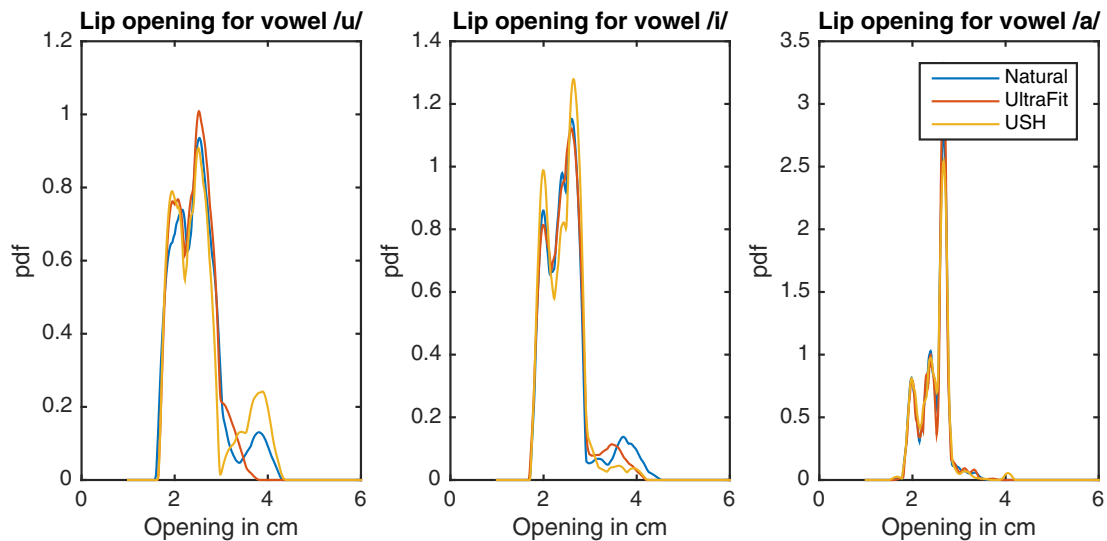 Lip opening for vowel /u/
1.2
1
0.8
0.6
0.4
0.2
0
pdf
0
2
4
6
Opening in cm
Lip opening for vowel /i/
1.4
1.2
1
0.8
0.6
0.4
0.2
0
pdf
0
2
4
6
Opening in cm
Lip opening for vowel /a/
3.5
3
2.5
2
1.5
1
0.5
0
pdf
0
2
4
6
Opening in cm
Natural
UltraFit
USH